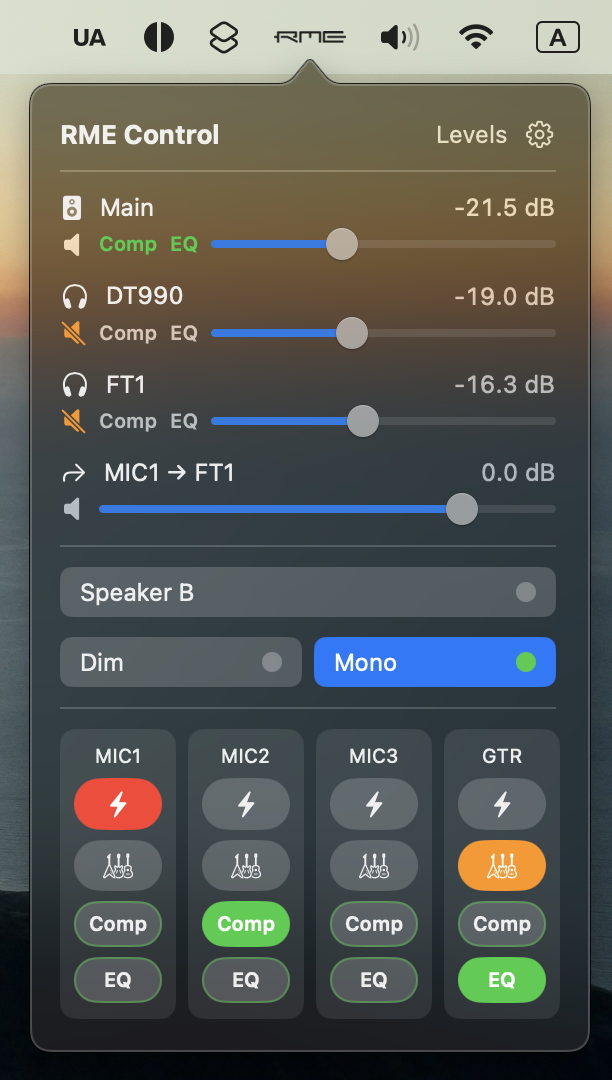 UA RME A
RME Control Levels
Main -21.5 dB
Comp EQ
DT990 -19.0 dB
Comp EQ
FT1 -16.3 dB
Comp EQ
MIC1 → FT1 0.0 dB
Speaker B
Dim Mono
MIC1 MIC2 MIC3 GTR
Comp Comp Comp Comp
EQ EQ EQ EQ